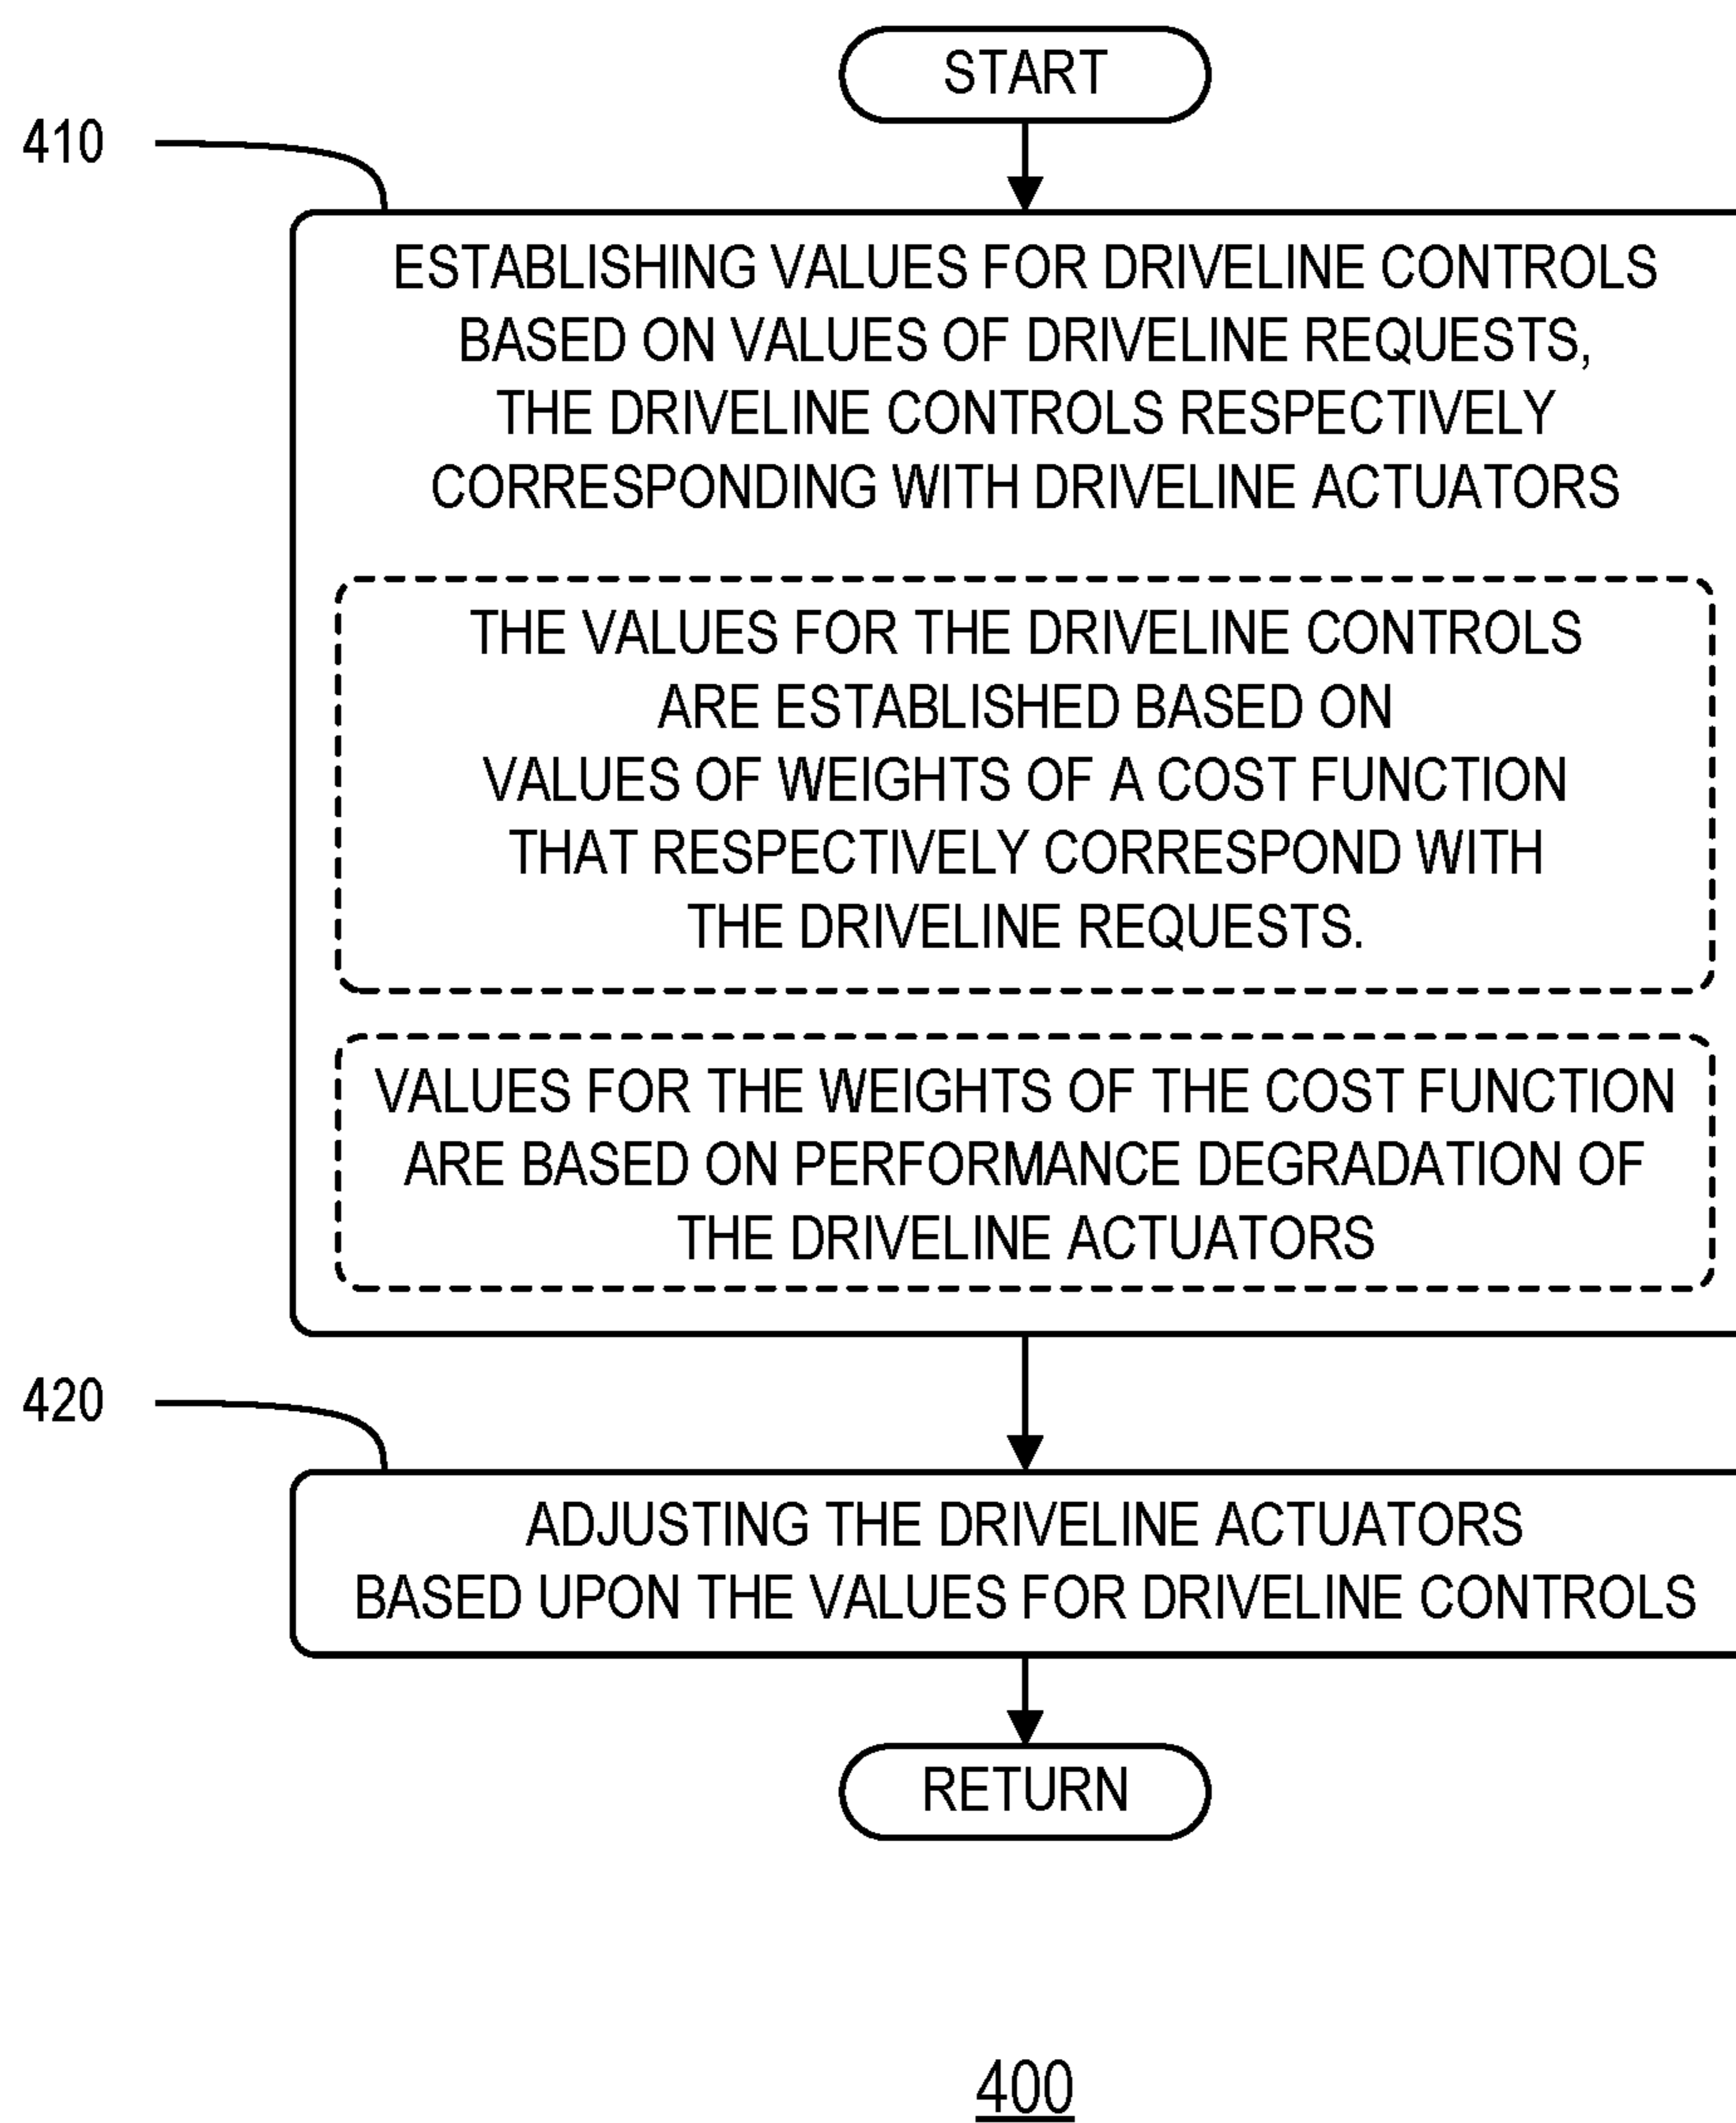 START
410
ESTABLISHING VALUES FOR DRIVELINE CONTROLS
BASED ON VALUES OF DRIVELINE REQUESTS,
THE DRIVELINE CONTROLS RESPECTIVELY
CORRESPONDING WITH DRIVELINE ACTUATORS
THE VALUES FOR THE DRIVELINE CONTROLS
ARE ESTABLISHED BASED ON
VALUES OF WEIGHTS OF A COST FUNCTION
THAT RESPECTIVELY CORRESPOND WITH
THE DRIVELINE REQUESTS.
VALUES FOR THE WEIGHTS OF THE COST FUNCTION
ARE BASED ON PERFORMANCE DEGRADATION OF
THE DRIVELINE ACTUATORS
420
ADJUSTING THE DRIVELINE ACTUATORS
BASED UPON THE VALUES FOR DRIVELINE CONTROLS
RETURN
400